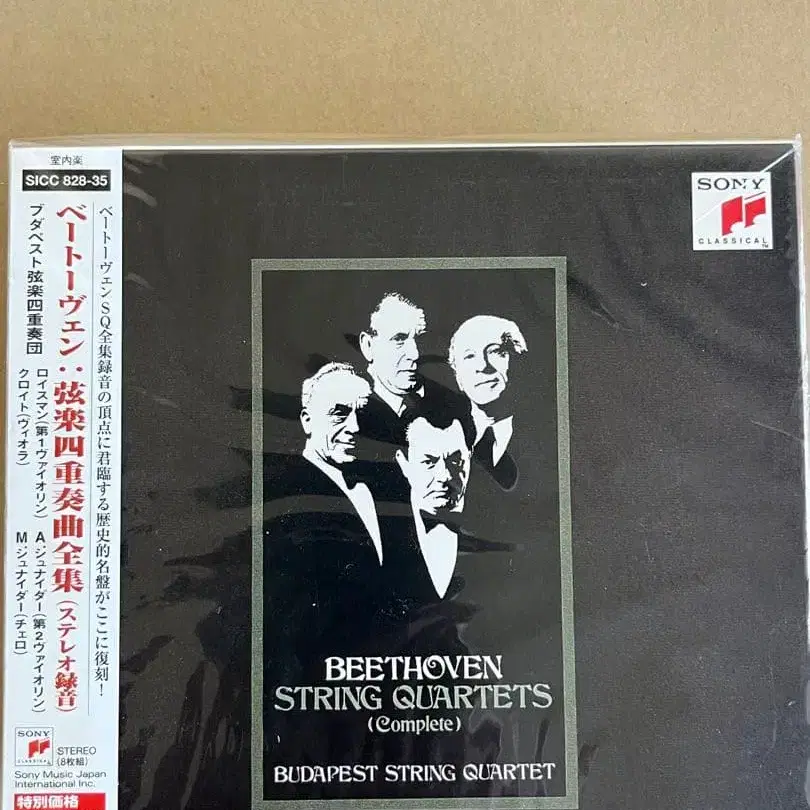 室内楽
SICC 828-35
ベートーヴェンSQ全集録音の頂点に君臨する歴史的名盤がここに復刻!
ベートーヴェン:弦楽四重奏曲全集(ステレオ録音)
ブダペスト弦楽四重奏団
ロイスマン(第1ヴァイオリン) Aジュナイダー(第2ヴァイオリン)
クロイト(ヴィオラ) Mジュナイダー(チェロ)
SONY
CLASSICAL
STEREO
(8枚組)
Sony Music Japan
International Inc.
特別価格
SONY
CLASSICAL
TM
BEETHOVEN
STRING QUARTETS
(Complete)
BUDAPEST STRING QUARTET